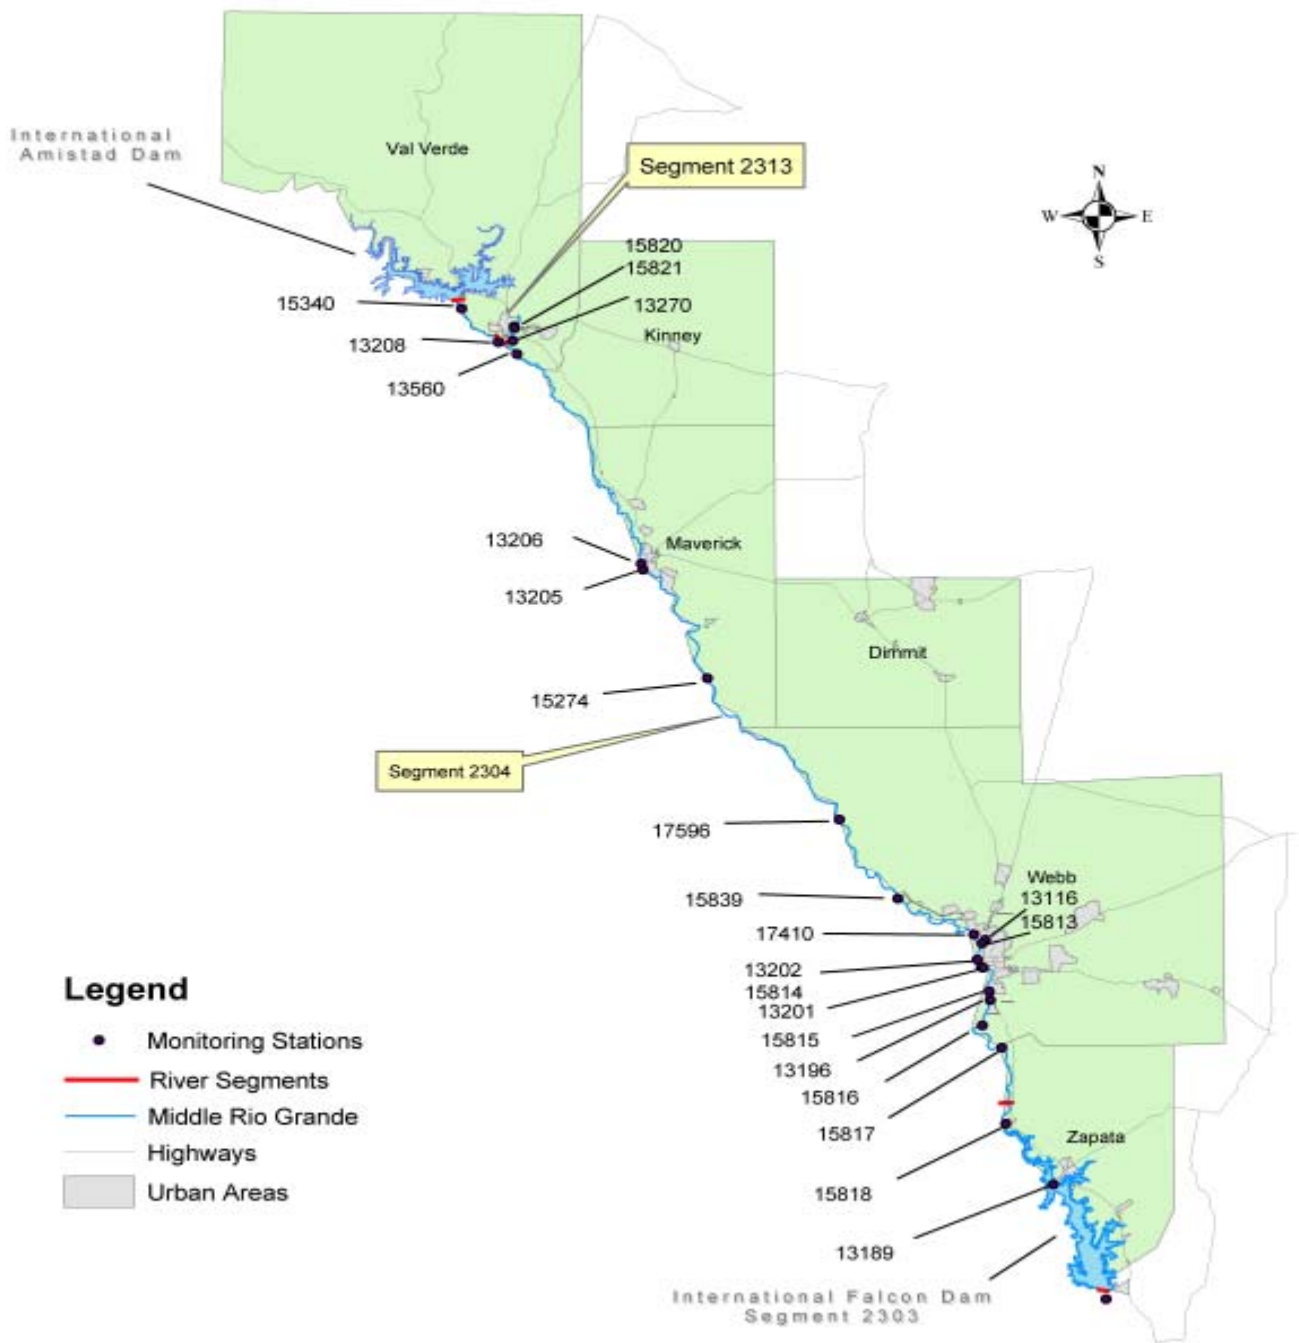 International
Amistad Dam
Val Verde
Segment 2313
N
W E
S
15820
15821
15340
13270
13208
Kinney
13560
13206
Maverick
13205
Dimmit
15274
Segment 2304
17596
Webb
15839
13116
15813
17410
13202
15814
13201
15815
13196
15816
15817
Zapata
15818
13189
International Falcon Dam
Segment 2303
Legend
Monitoring Stations
River Segments
Middle Rio Grande
Highways
Urban Areas